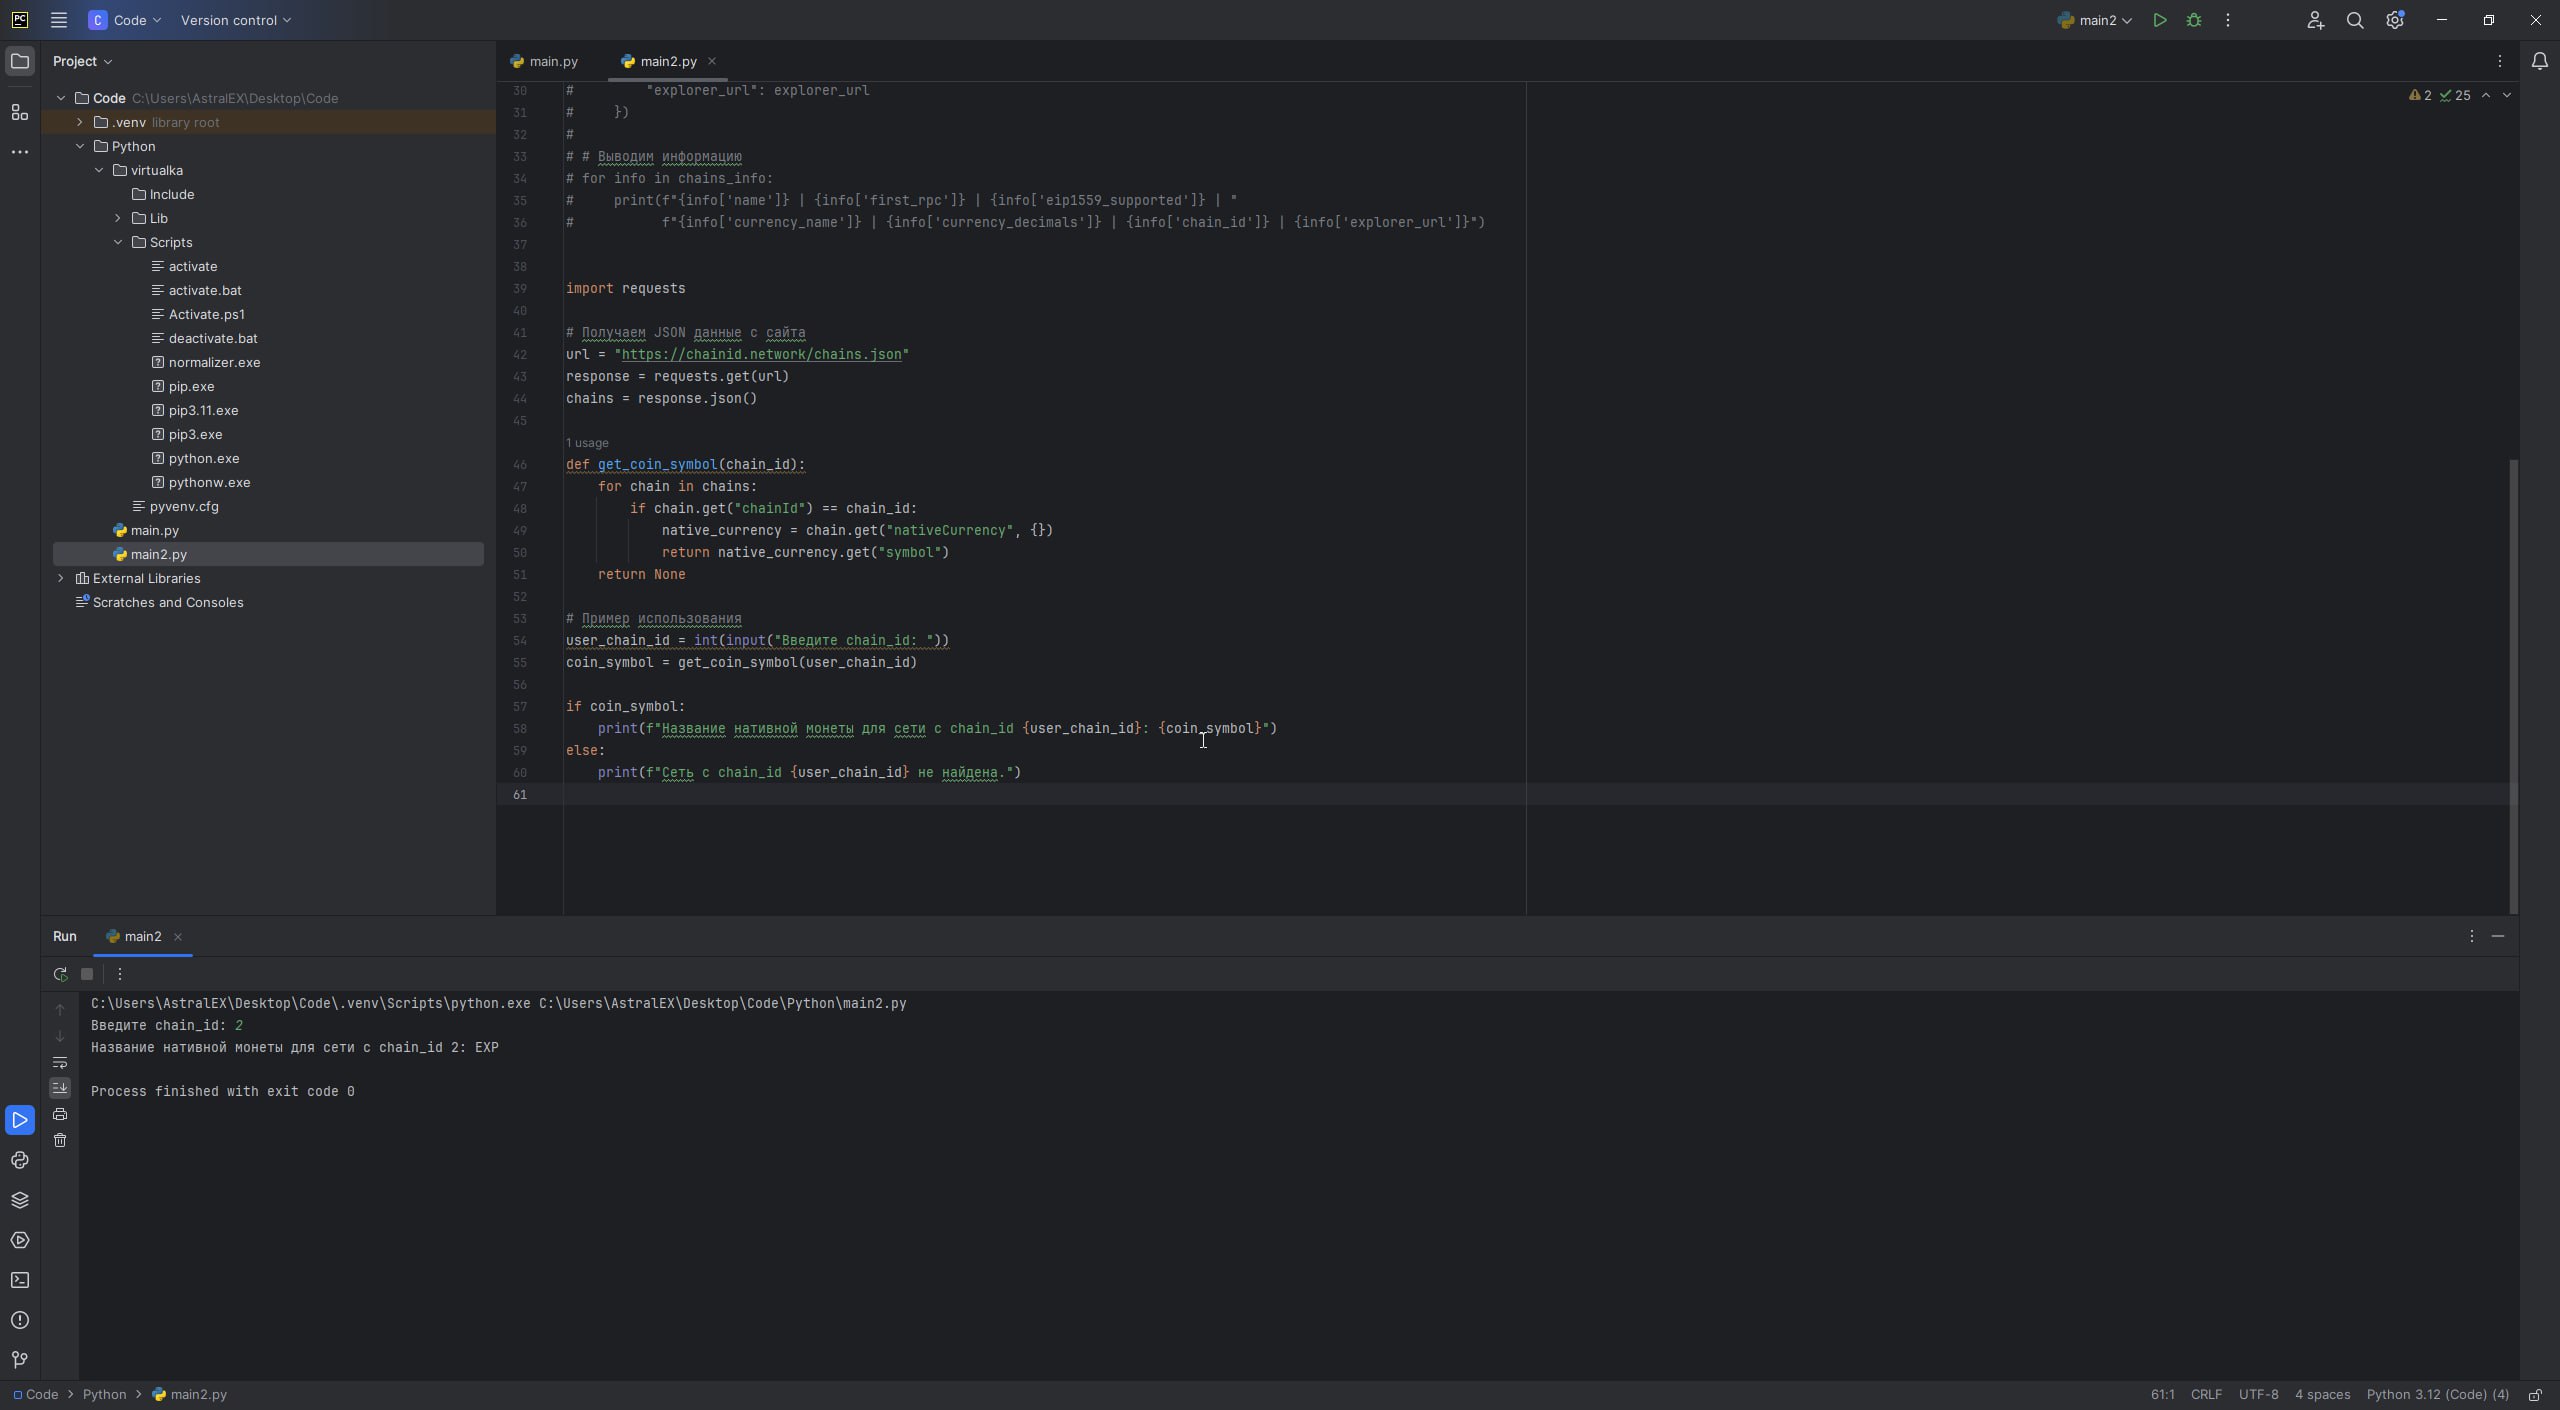 PC
C Code
Version control
main2
Project
Code C:\Users\AstralEX\Desktop\Code
.venv library root
Python
virtualka
Include
Lib
Scripts
activate
activate.bat
Activate.ps1
deactivate.bat
normalizer.exe
pip.exe
pip3.11.exe
pip3.exe
python.exe
pythonw.exe
pyvenv.cfg
main.py
main2.py
External Libraries
Scratches and Consoles
main.py
main2.py
2 25
30 # "explorer_url": explorer_url
31 # })
32 #
33 # # Выводим информацию
34 # for info in chains_info:
35 # print(f"{info['name']} | {info['first_rpc']} | {info['eip1559_supported']} | "
36 # f"{info['currency_name']} | {info['currency_decimals']} | {info['chain_id']} | {info['explorer_url']}")
37
38
39 import requests
40
41 # Получаем JSON данные с сайта
42 url = "https://chainid.network/chains.json"
43 response = requests.get(url)
44 chains = response.json()
45
1 usage
46 def get_coin_symbol(chain_id):
47 for chain in chains:
48 if chain.get("chainId") == chain_id:
49 native_currency = chain.get("nativeCurrency", {})
50 return native_currency.get("symbol")
51 return None
52
53 # Пример использования
54 user_chain_id = int(input("Введите chain_id: "))
55 coin_symbol = get_coin_symbol(user_chain_id)
56
57 if coin_symbol:
58 print(f"Название нативной монеты для сети с chain_id {user_chain_id}: {coin_symbol}")
59 else:
60 print(f"Сеть с chain_id {user_chain_id} не найдена.")
61
Run
main2
C:\Users\AstralEX\Desktop\Code\.venv\Scripts\python.exe C:\Users\AstralEX\Desktop\Code\Python\main2.py
Введите chain_id: 2
Название нативной монеты для сети с chain_id 2: EXP
Process finished with exit code 0
Code > Python > main2.py
61:1 CRLF UTF-8 4 spaces Python 3.12 (Code) (4)